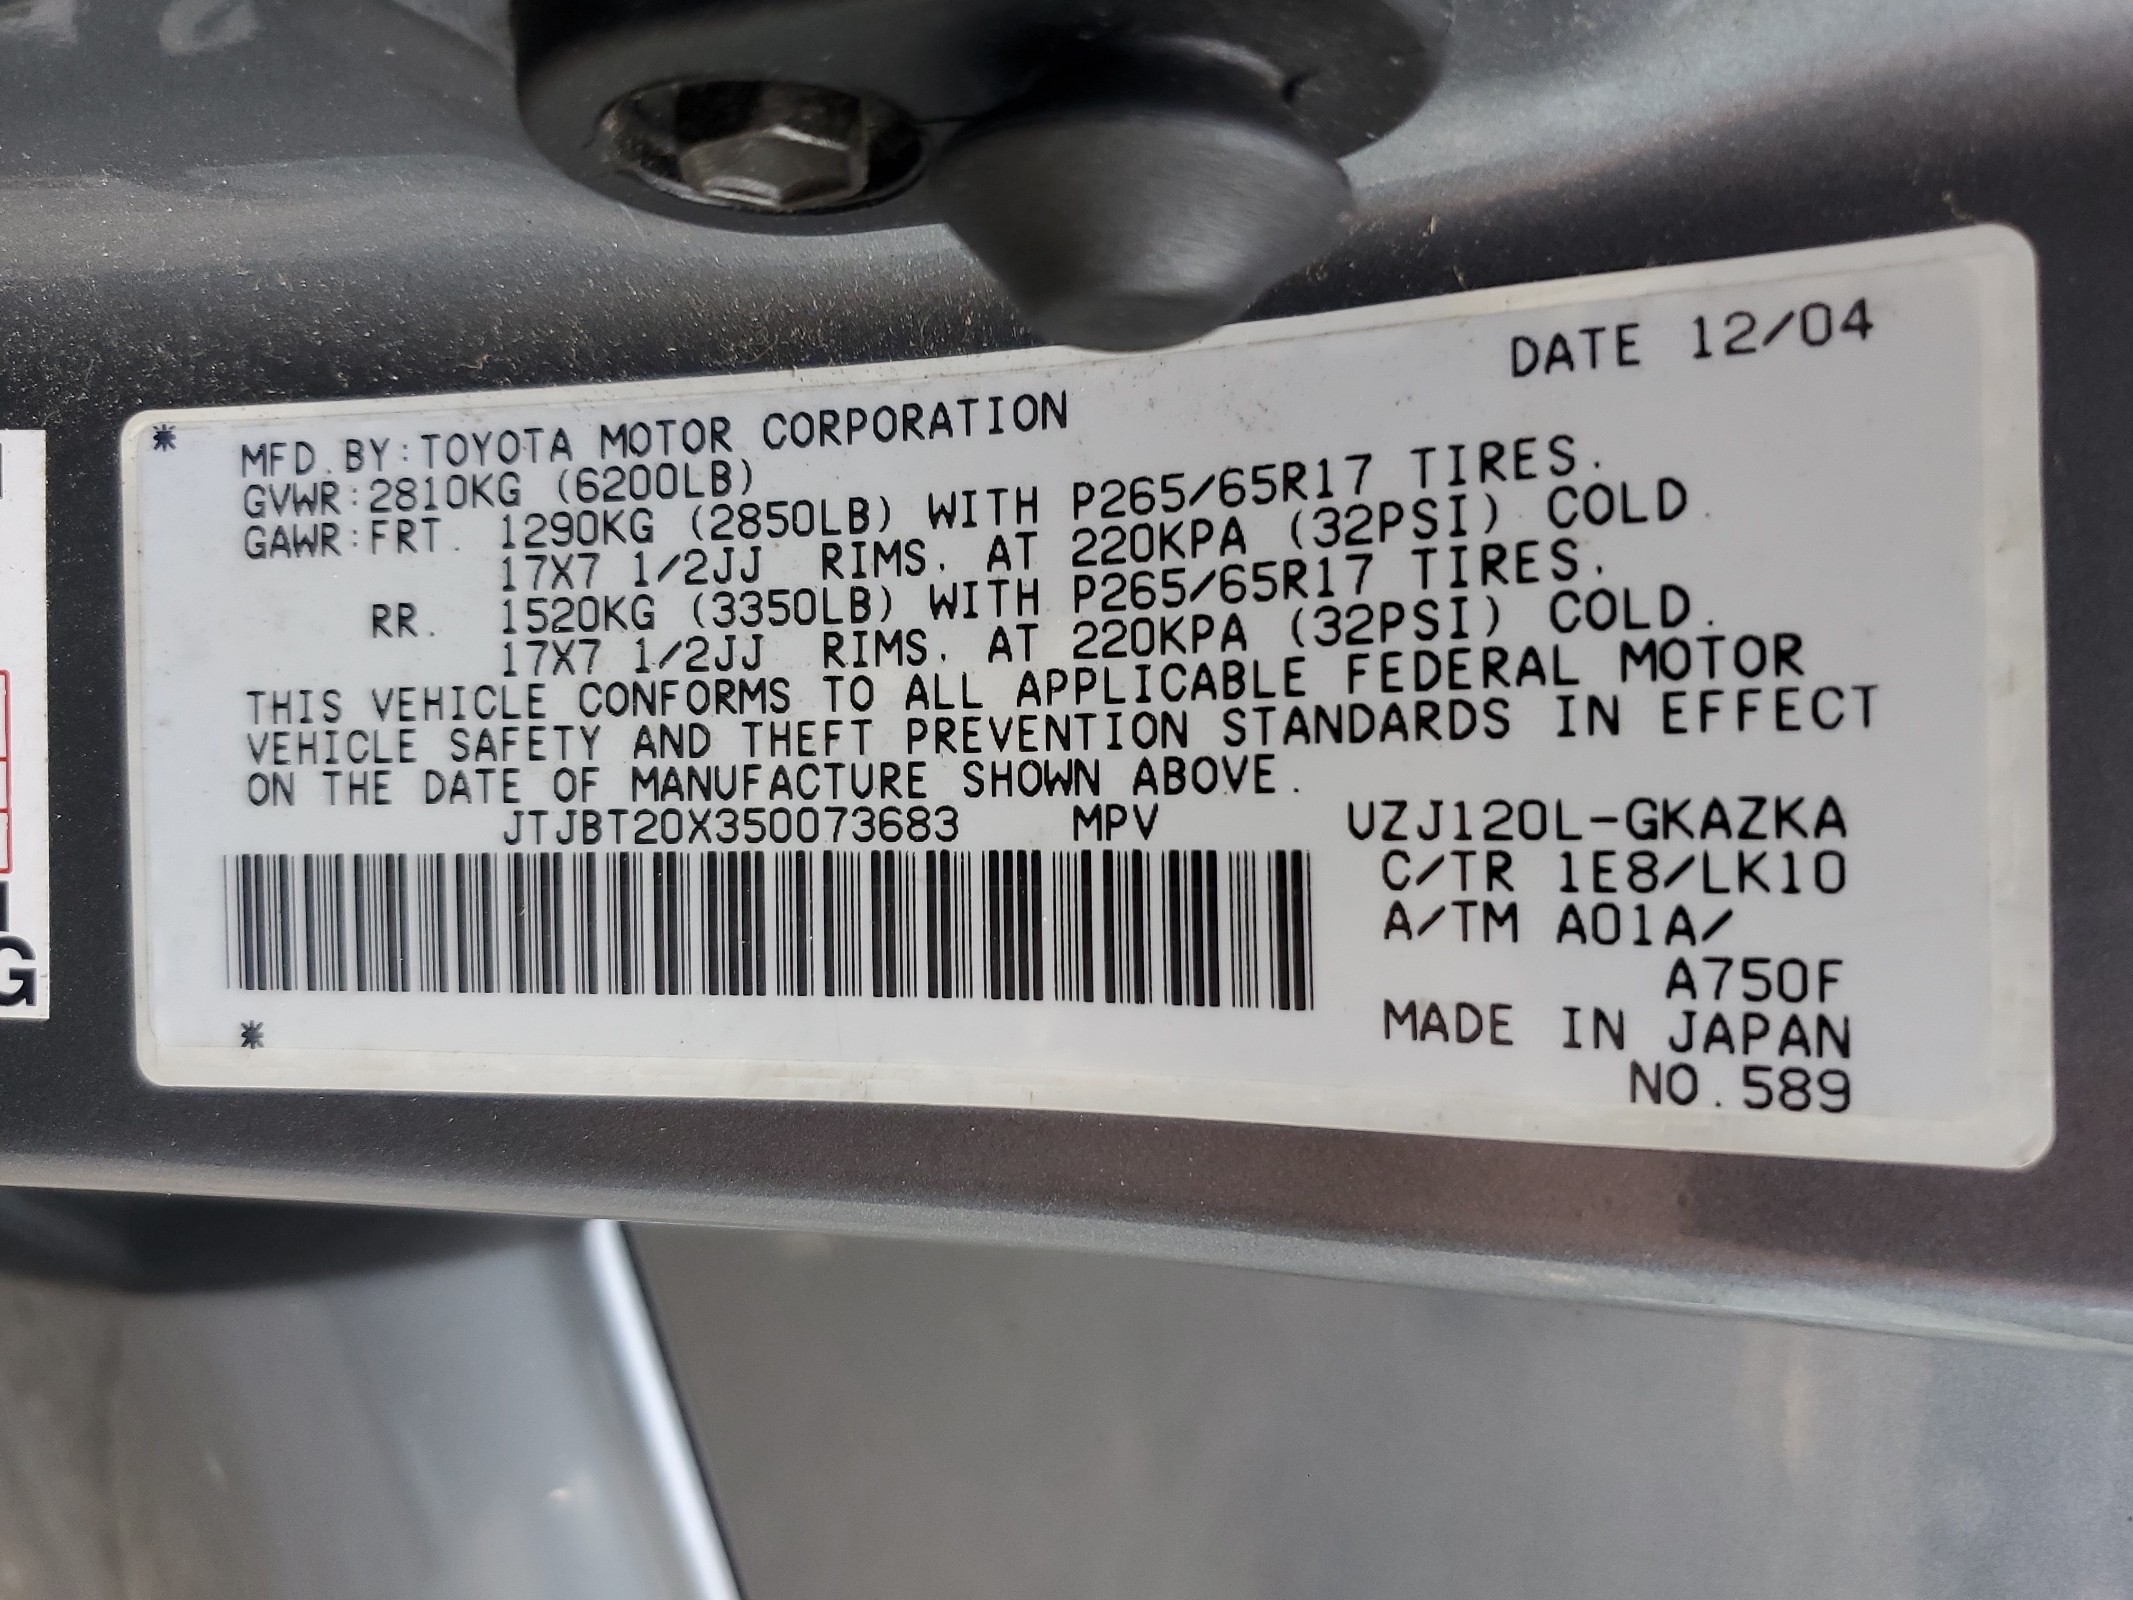 DATE 12/04
* MFD.BY:TOYOTA MOTOR CORPORATION
GVWR:2810KG (6200LB)
GAWR:FRT. 1290KG (2850LB) WITH P265/65R17 TIRES.
17X7 1/2JJ RIMS. AT 220KPA (32PSI) COLD.
RR. 1520KG (3350LB) WITH P265/65R17 TIRES.
17X7 1/2JJ RIMS. AT 220KPA (32PSI) COLD.
THIS VEHICLE CONFORMS TO ALL APPLICABLE FEDERAL MOTOR
VEHICLE SAFETY AND THEFT PREVENTION STANDARDS IN EFFECT
ON THE DATE OF MANUFACTURE SHOWN ABOVE.
JTJBT20X350073683 MPV UZJ120L-GKAZKA
C/TR 1E8/LK10
A/TM A01A/
A750F
MADE IN JAPAN
* NO.589
G